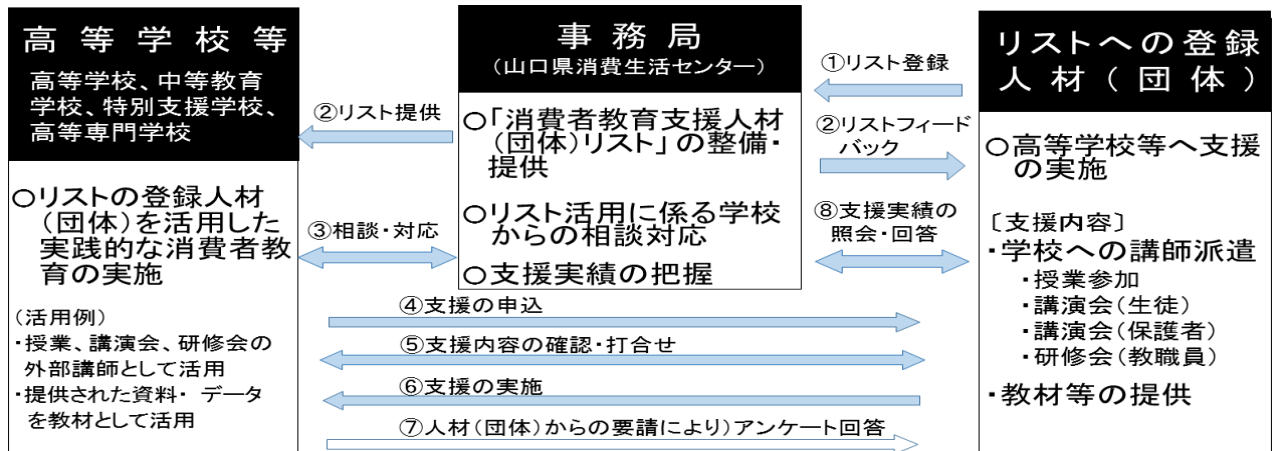 高等学校等
高等学校、中等教育
学校、特別支援学校、
高等専門学校
○リストの登録人材
（団体）を活用した
実践的な消費者教
育の実施
（活用例）
・授業、講演会、研修会の
外部講師として活用
・提供された資料・ データ
を教材として活用
②リスト提供
③相談・対応
事務局
（山口県消費生活センター）
○「消費者教育支援人材
（団体）リスト」の整備・
提供
○リスト活用に係る学校
からの相談対応
○支援実績の把握
①リスト登録
②リストフィード
バック
⑧支援実績の
照会・回答
リストへの登録
人材（団体）
○高等学校等へ支援
の実施
〔支援内容〕
・学校への講師派遣
・授業参加
・講演会（生徒）
・講演会（保護者）
・研修会（教職員）
・教材等の提供
④支援の申込
⑤支援内容の確認・打合せ
⑥支援の実施
⑦人材（団体）からの要請により）アンケート回答